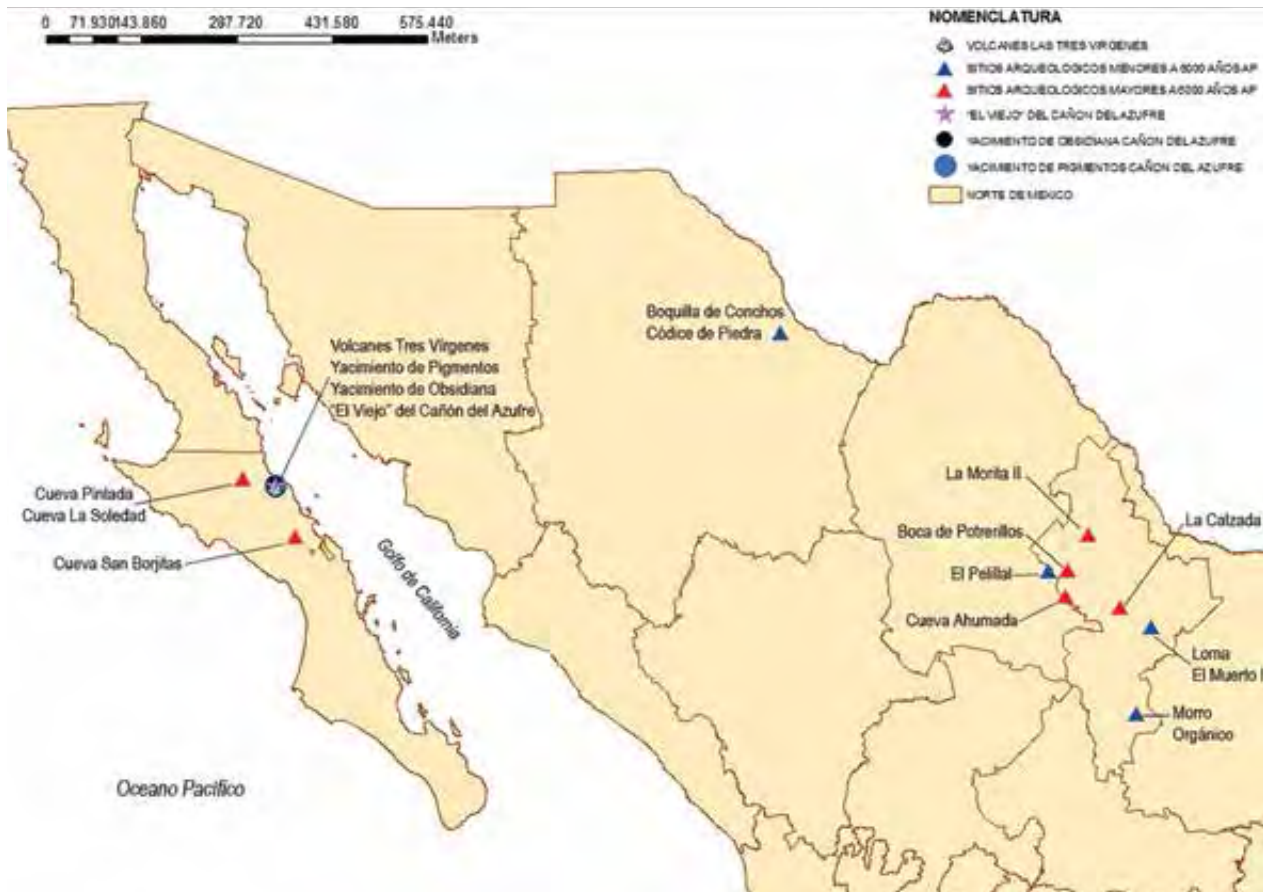 0 71.930143.860 287.720 431.580 575.440
Meters
NOMENCLATURA
VOLCANES LAS TRES VIRGENES
SITIOS ARQUEOLOGICOS MENORES A 6000 AÑOS AP
SITIOS ARQUEOLOGICOS MAYORES A 6000 AÑOS AP
"EL VIEJO" DEL CAÑON DEL AZUFRE
YACIMIENTO DE OBSIDIANA CAÑON DEL AZUFRE
YACIMIENTO DE PIGMENTOS CAÑON DEL AZUFRE
NORTE DE MEXICO
Boquilla de Conchos
Códice de Piedra
Volcanes Tres Vírgenes
Yacimiento de Pigmentos
Yacimiento de Obsidiana
"El Viejo" del Cañón del Azufre
Cueva Pintada
Cueva La Soledad
Cueva San Borjitas
Golfo de California
Oceano Pacífico
La Morita II
La Calzada
Boca de Potrerillos
El Pelillal
Cueva Ahumada
Loma
El Muerto I
Morro
Orgánico